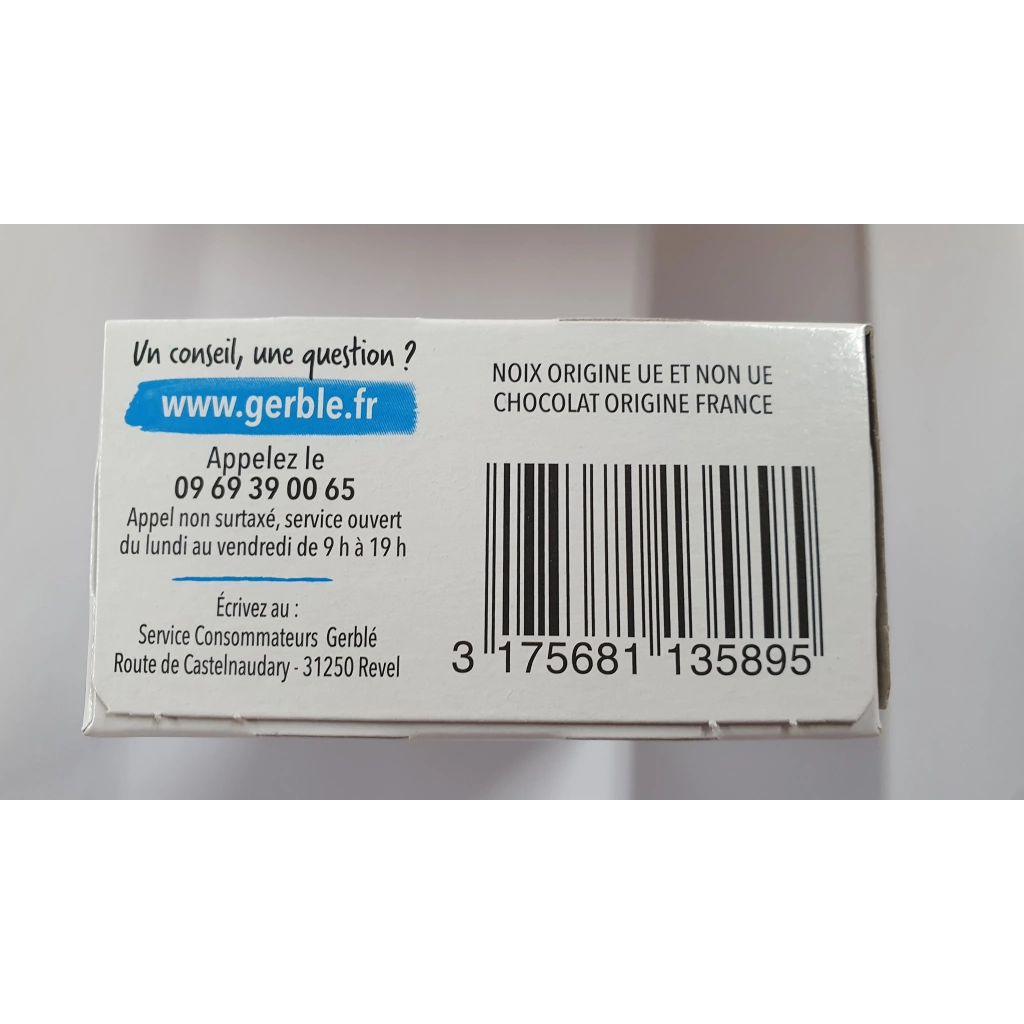 Un conseil, une question ?
www.gerble.fr
Appelez le
09 69 39 00 65
Appel non surtaxé, service ouvert
du lundi au vendredi de 9 h à 19 h
Écrivez au :
Service Consommateurs Gerblé
Route de Castelnaudary - 31250 Revel
NOIX ORIGINE UE ET NON UE
CHOCOLAT ORIGINE FRANCE
3 175681 135895